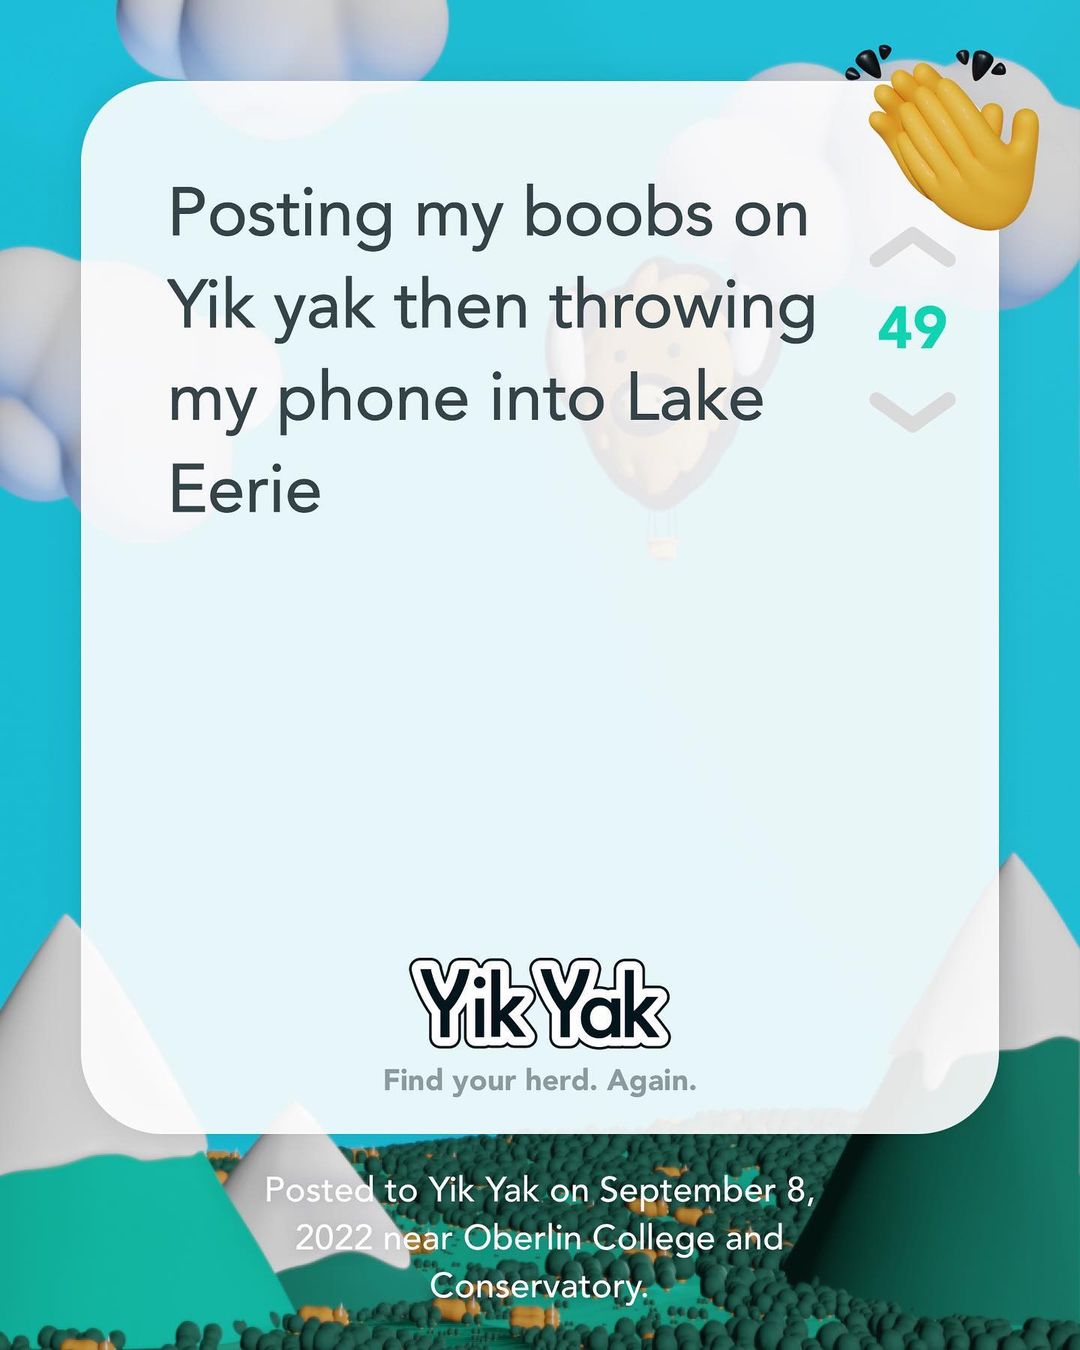 Posting my boobs on
Yik yak then throwing
my phone into Lake
Eerie
49
Yik Yak
Find your herd. Again.
Posted to Yik Yak on September 8,
2022 near Oberlin College and
Conservatory.